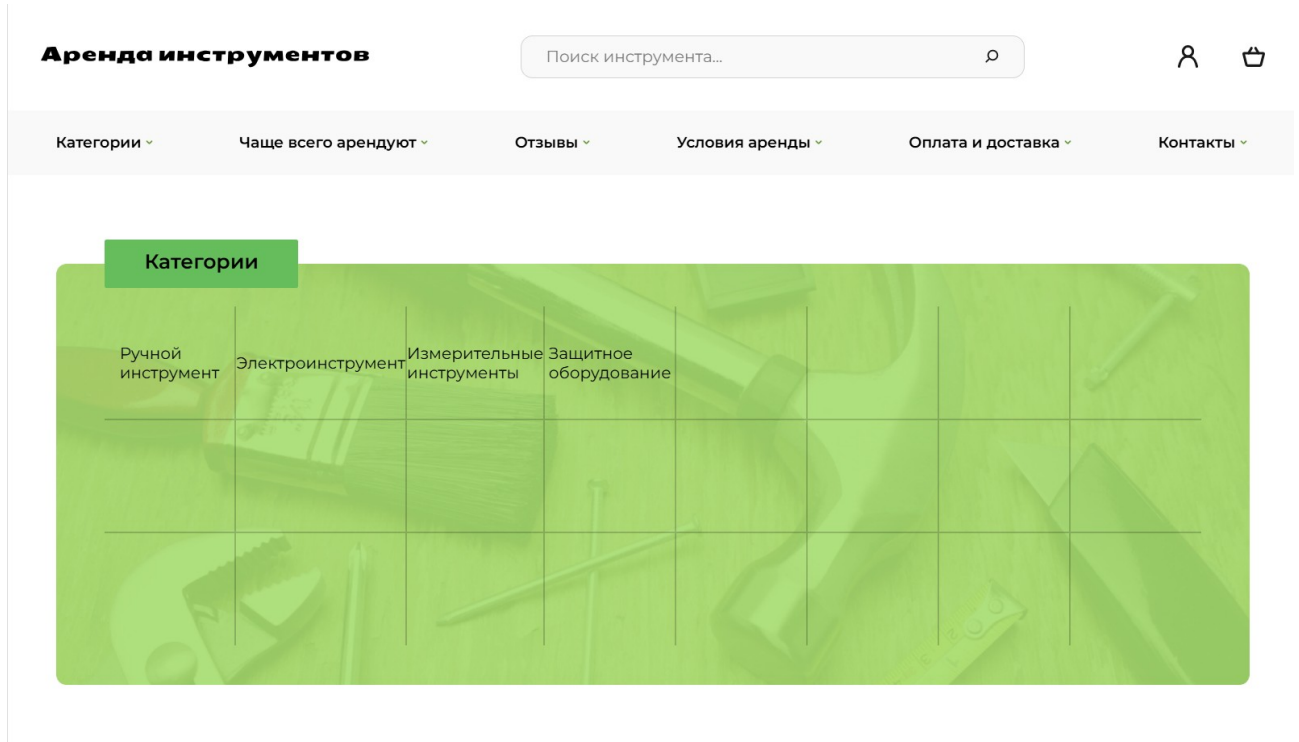 Аренда инструментов
Поиск инструмента...
Категории
Чаще всего арендуют
Отзывы
Условия аренды
Оплата и доставка
Контакты
Категории
Ручной
инструмент
Электроинструмент
Измерительные
инструменты
Защитное
оборудование